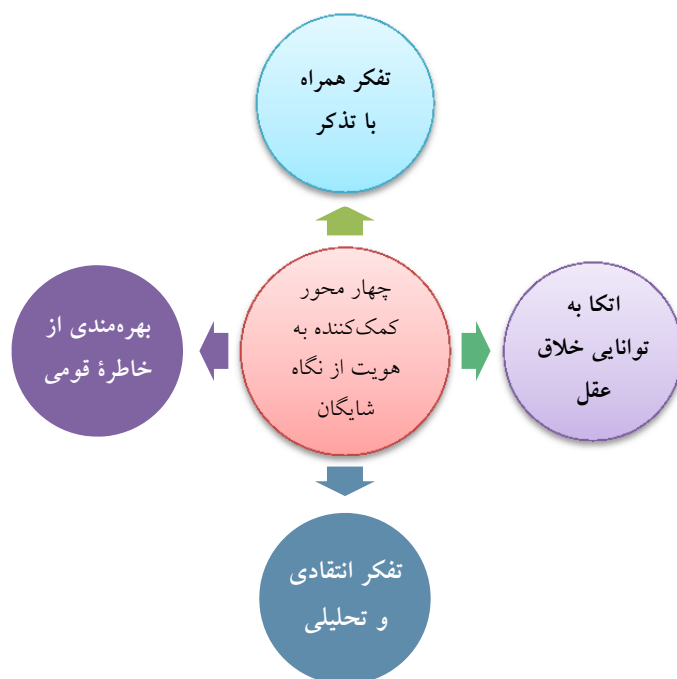 تفکر همراه
با تذکر
چهار محور
کمک‌کننده به
هویت از نگاه
شایگان
اتکا به
توانایی خلاق
عقل
بهره‌مندی از
خاطرهٔ قومی
تفکر انتقادی
و تحلیلی